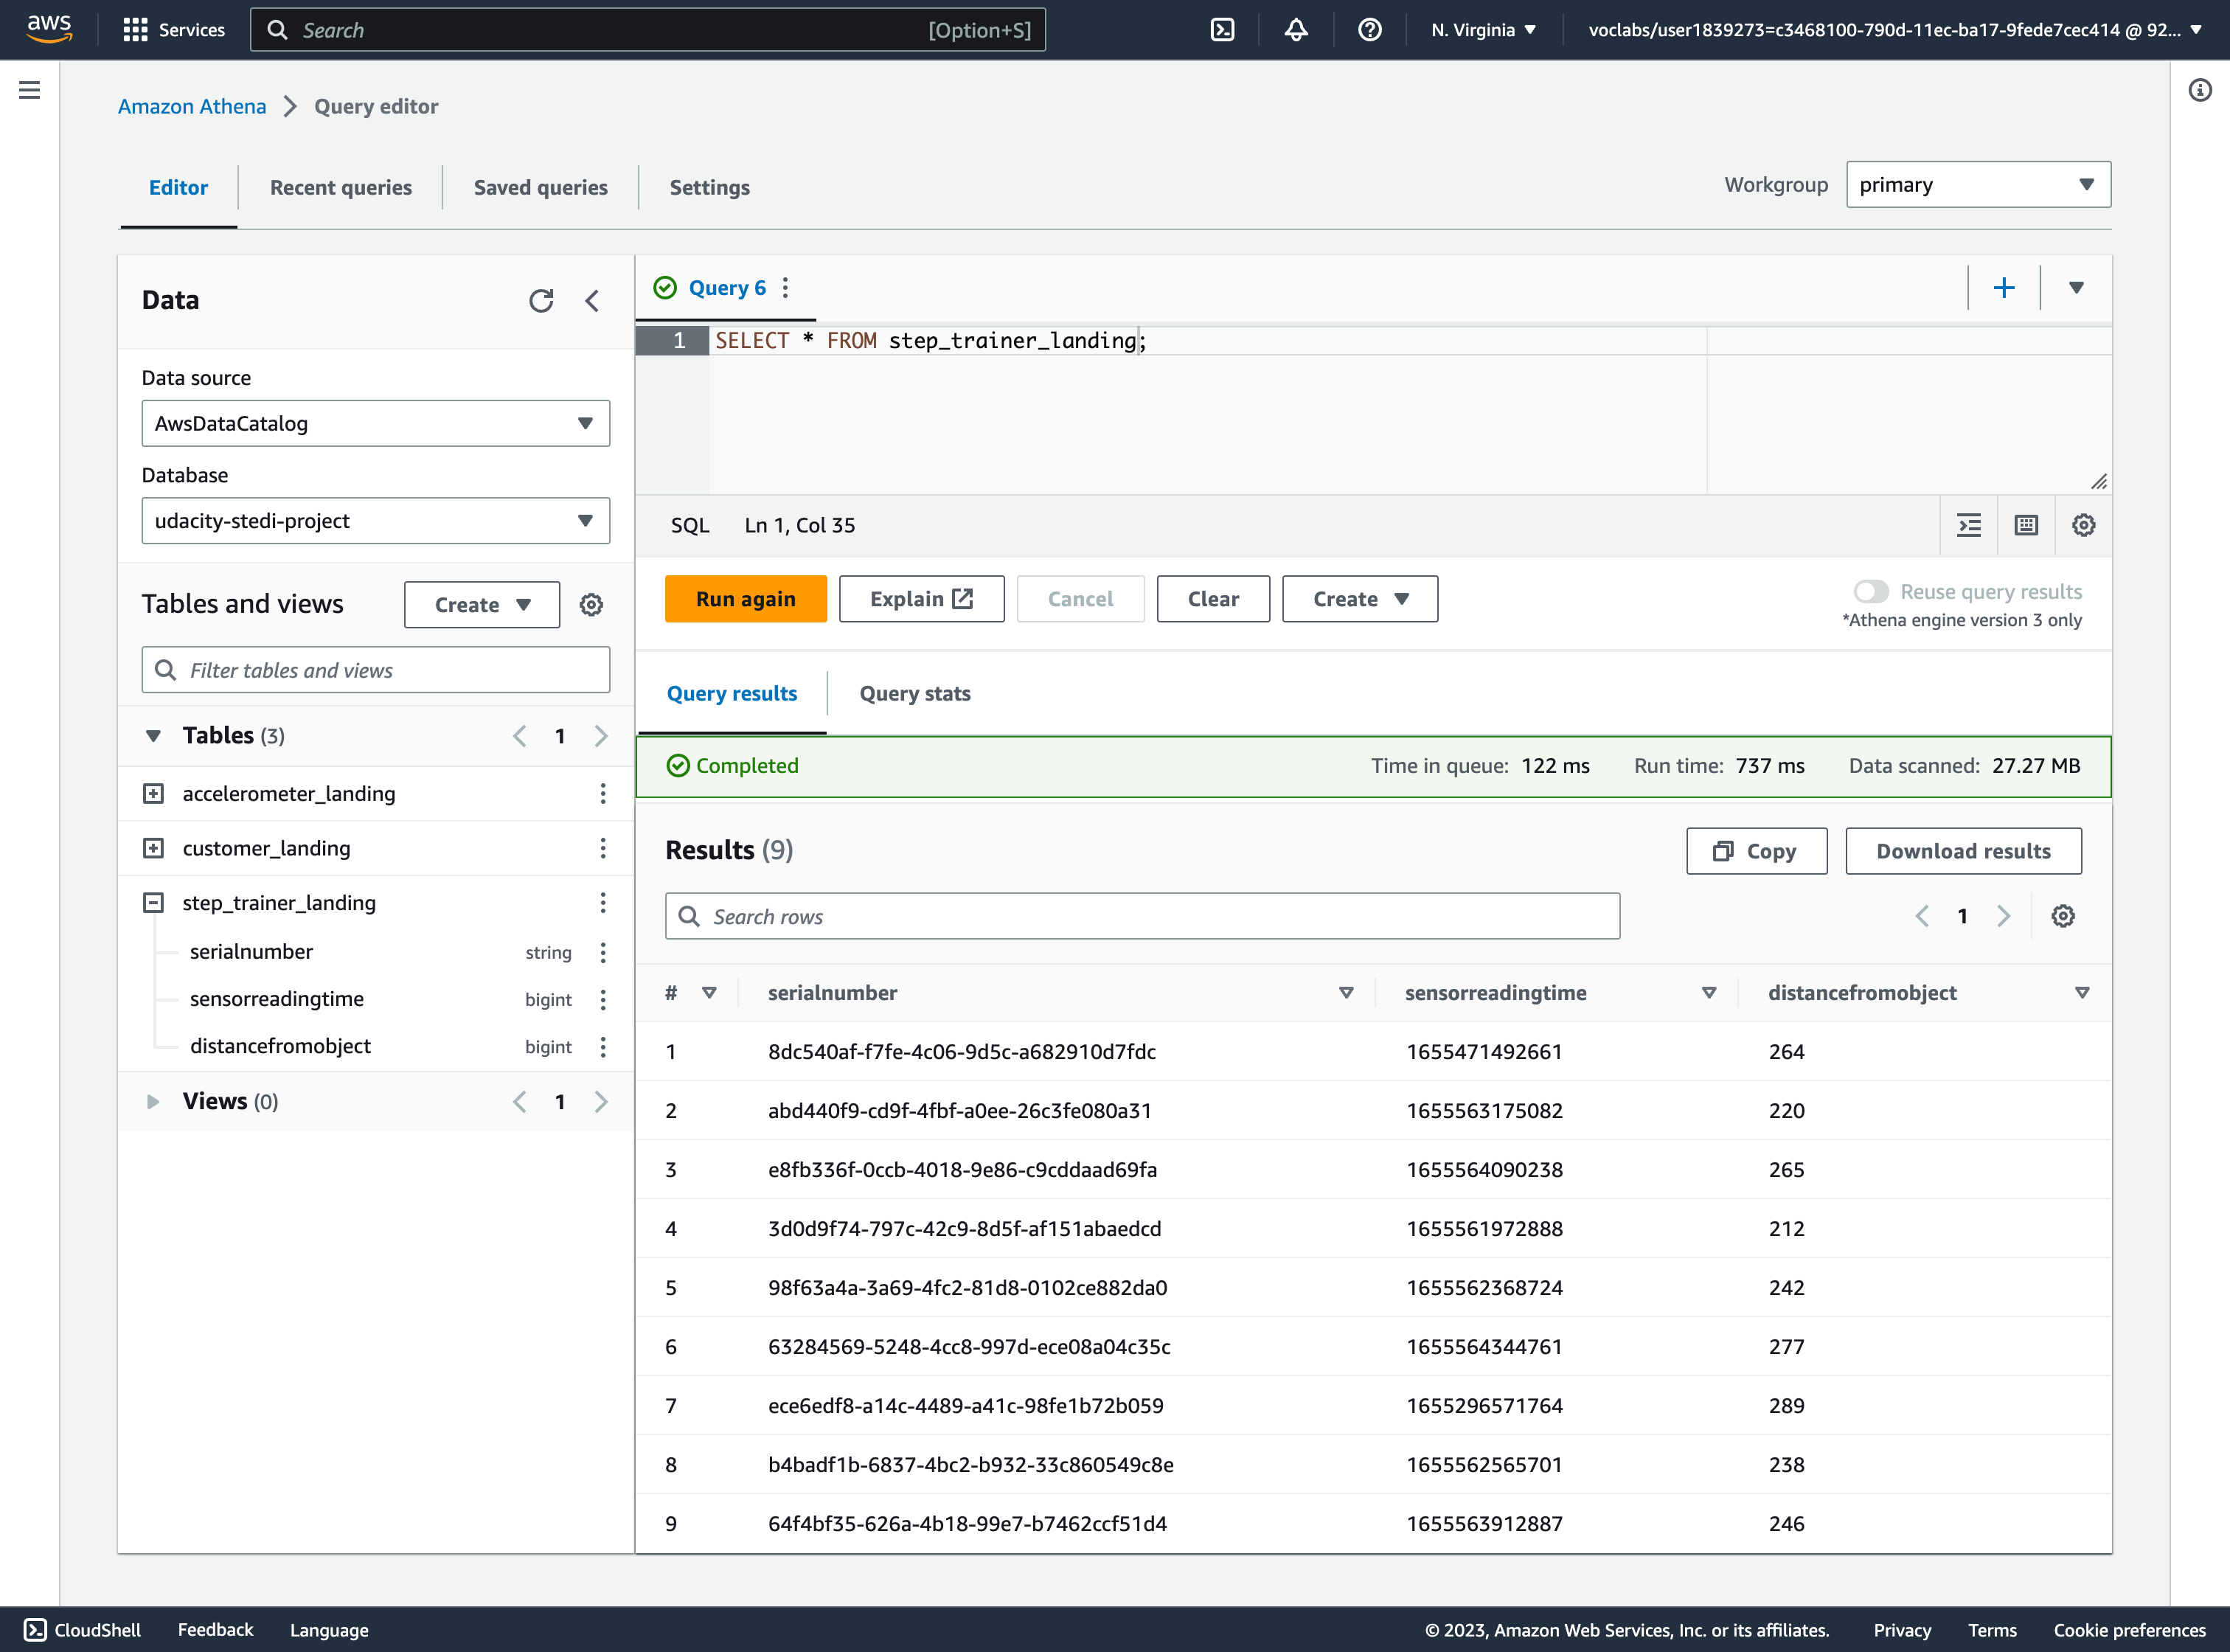 aws Services Search [Option+S] N. Virginia voclabs/user1839273=c3468100-790d-11ec-ba17-9fede7cec414 @ 92...
Amazon Athena Query editor
Editor Recent queries Saved queries Settings Workgroup primary
Data
Data source
AwsDataCatalog
Database
udacity-stedi-project
Tables and views Create
Filter tables and views
Tables (3) 1
accelerometer_landing
customer_landing
step_trainer_landing
serialnumber string
sensorreadingtime bigint
distancefromobject bigint
Views (0) 1
Query 6
1 SELECT * FROM step_trainer_landing;
SQL Ln 1, Col 35
Run again Explain Cancel Clear Create Reuse query results
*Athena engine version 3 only
Query results Query stats
Completed Time in queue: 122 ms Run time: 737 ms Data scanned: 27.27 MB
Results (9) Copy Download results
Search rows 1
# serialnumber sensorreadingtime distancefromobject
1 8dc540af-f7fe-4c06-9d5c-a682910d7fdc 1655471492661 264
2 abd440f9-cd9f-4fbf-a0ee-26c3fe080a31 1655563175082 220
3 e8fb336f-0ccb-4018-9e86-c9cddaad69fa 1655564090238 265
4 3d0d9f74-797c-42c9-8d5f-af151abaedcd 1655561972888 212
5 98f63a4a-3a69-4fc2-81d8-0102ce882da0 1655562368724 242
6 63284569-5248-4cc8-997d-ece08a04c35c 1655564344761 277
7 ece6edf8-a14c-4489-a41c-98fe1b72b059 1655296571764 289
8 b4badf1b-6837-4bc2-b932-33c860549c8e 1655562565701 238
9 64f4bf35-626a-4b18-99e7-b7462ccf51d4 1655563912887 246
CloudShell Feedback Language © 2023, Amazon Web Services, Inc. or its affiliates. Privacy Terms Cookie preferences